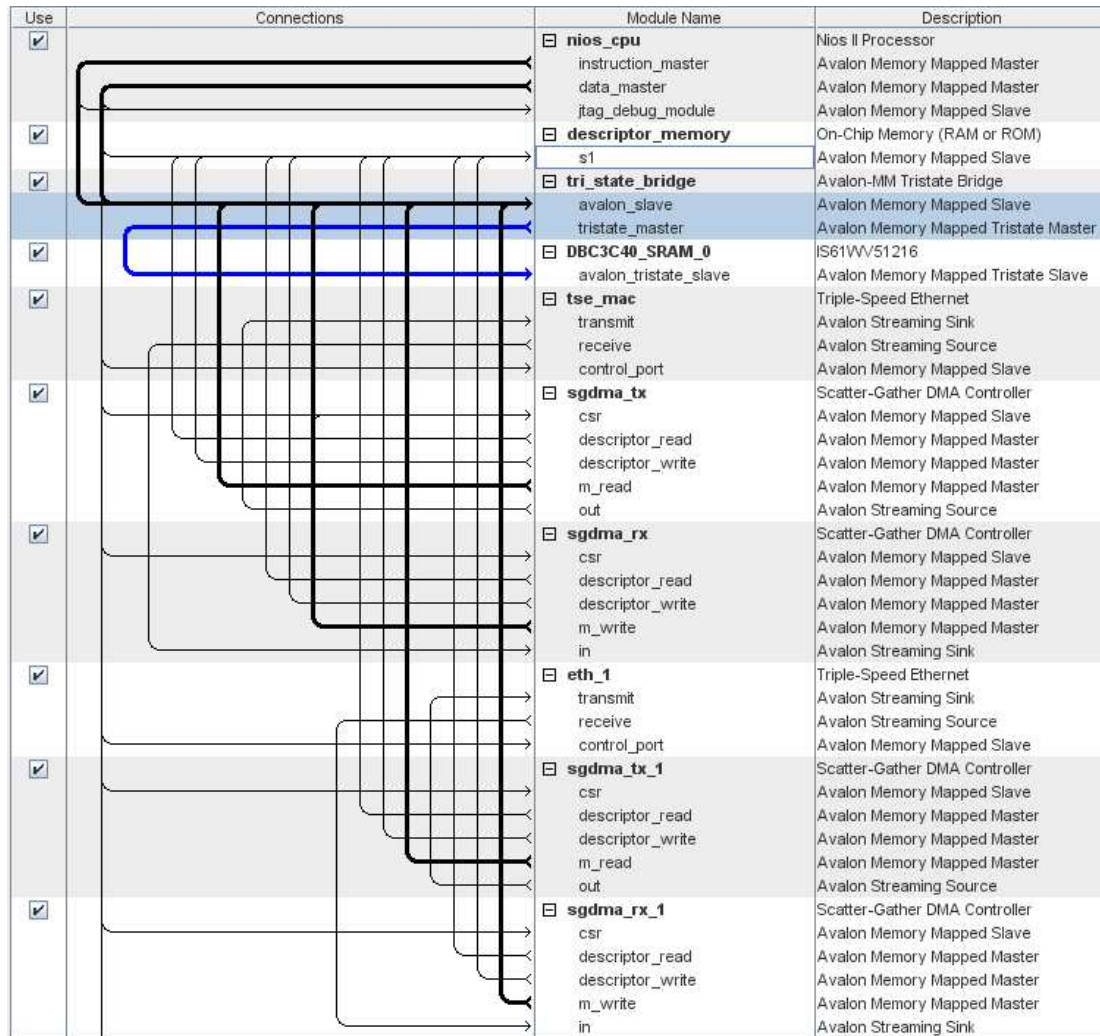 Use Connections Module Name Description
nios_cpu Nios II Processor
instruction_master Avalon Memory Mapped Master
data_master Avalon Memory Mapped Master
jtag_debug_module Avalon Memory Mapped Slave
descriptor_memory On-Chip Memory (RAM or ROM)
s1 Avalon Memory Mapped Slave
tri_state_bridge Avalon-MM Tristate Bridge
avalon_slave Avalon Memory Mapped Slave
tristate_master Avalon Memory Mapped Tristate Master
DBC3C40_SRAM_0 IS61WV51216
avalon_tristate_slave Avalon Memory Mapped Tristate Slave
tse_mac Triple-Speed Ethernet
transmit Avalon Streaming Sink
receive Avalon Streaming Source
control_port Avalon Memory Mapped Slave
sgdma_tx Scatter-Gather DMA Controller
csr Avalon Memory Mapped Slave
descriptor_read Avalon Memory Mapped Master
descriptor_write Avalon Memory Mapped Master
m_read Avalon Memory Mapped Master
out Avalon Streaming Source
sgdma_rx Scatter-Gather DMA Controller
csr Avalon Memory Mapped Slave
descriptor_read Avalon Memory Mapped Master
descriptor_write Avalon Memory Mapped Master
m_write Avalon Memory Mapped Master
in Avalon Streaming Sink
eth_1 Triple-Speed Ethernet
transmit Avalon Streaming Sink
receive Avalon Streaming Source
control_port Avalon Memory Mapped Slave
sgdma_tx_1 Scatter-Gather DMA Controller
csr Avalon Memory Mapped Slave
descriptor_read Avalon Memory Mapped Master
descriptor_write Avalon Memory Mapped Master
m_read Avalon Memory Mapped Master
out Avalon Streaming Source
sgdma_rx_1 Scatter-Gather DMA Controller
csr Avalon Memory Mapped Slave
descriptor_read Avalon Memory Mapped Master
descriptor_write Avalon Memory Mapped Master
m_write Avalon Memory Mapped Master
in Avalon Streaming Sink